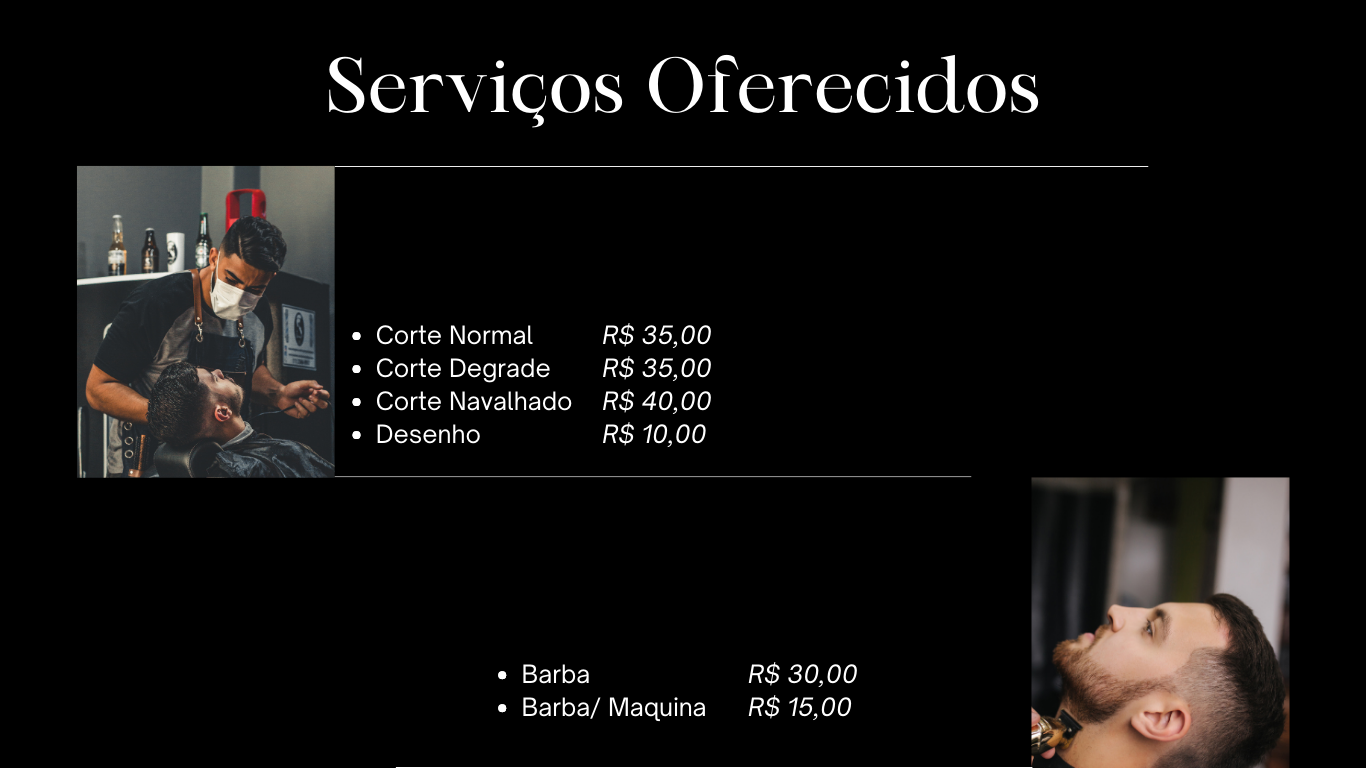 Serviços Oferecidos
Corte Normal R$ 35,00
Corte Degrade R$ 35,00
Corte Navalhado R$ 40,00
Desenho R$ 10,00
Barba R$ 30,00
Barba/ Maquina R$ 15,00